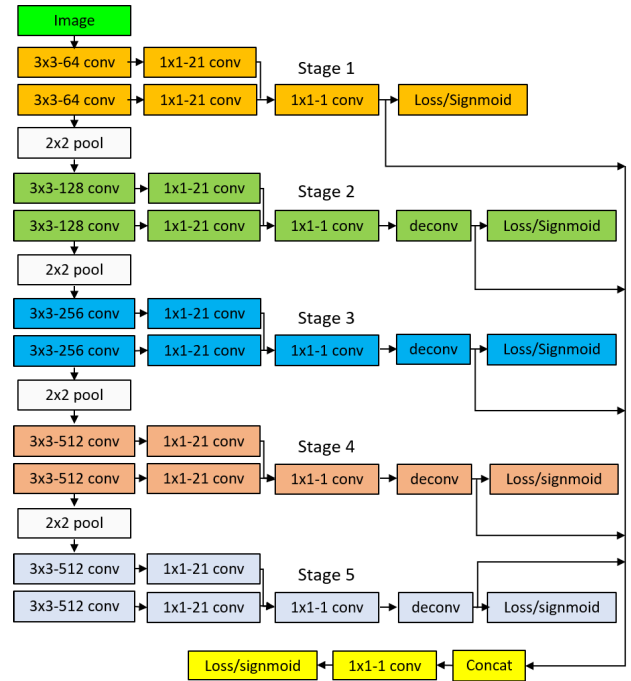 Image
3x3-64 conv 1x1-21 conv Stage 1
3x3-64 conv 1x1-21 conv 1x1-1 conv Loss/Signmoid
2x2 pool
3x3-128 conv 1x1-21 conv Stage 2
3x3-128 conv 1x1-21 conv 1x1-1 conv deconv Loss/Signmoid
2x2 pool
3x3-256 conv 1x1-21 conv Stage 3
3x3-256 conv 1x1-21 conv 1x1-1 conv deconv Loss/Signmoid
2x2 pool
3x3-512 conv 1x1-21 conv Stage 4
3x3-512 conv 1x1-21 conv 1x1-1 conv deconv Loss/signmoid
2x2 pool
3x3-512 conv 1x1-21 conv Stage 5
3x3-512 conv 1x1-21 conv 1x1-1 conv deconv Loss/signmoid
Loss/signmoid 1x1-1 conv Concat